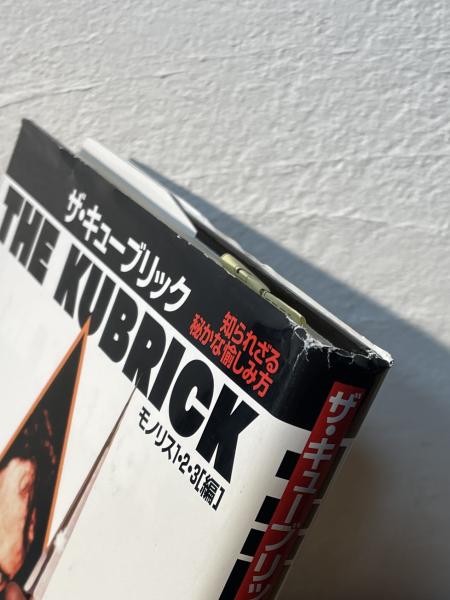 ザ・キューブリック
知られざる
秘かな愉しみ方
THE KUBRICK
モノリス1・2・3[編]
ザ・キューブリッ